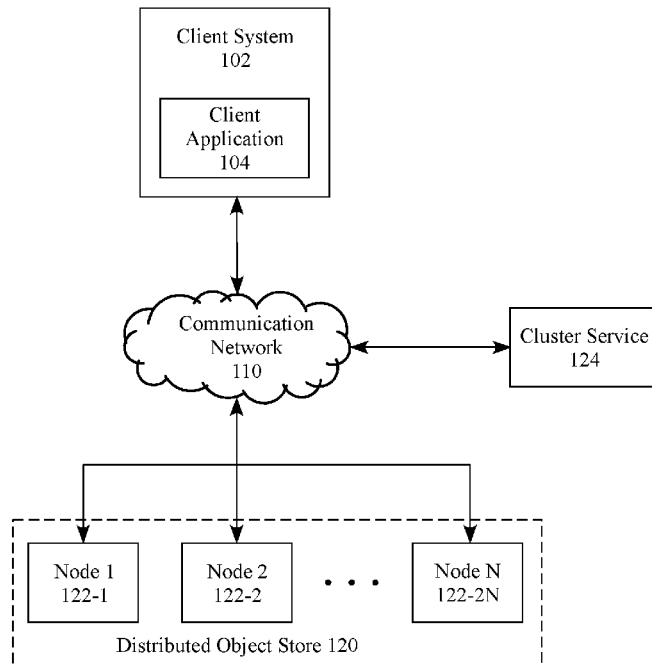 Client System
102
Client
Application
104
Communication
Network
110
Cluster Service
124
Node 1
122-1
Node 2
122-2
Node N
122-2N
Distributed Object Store 120